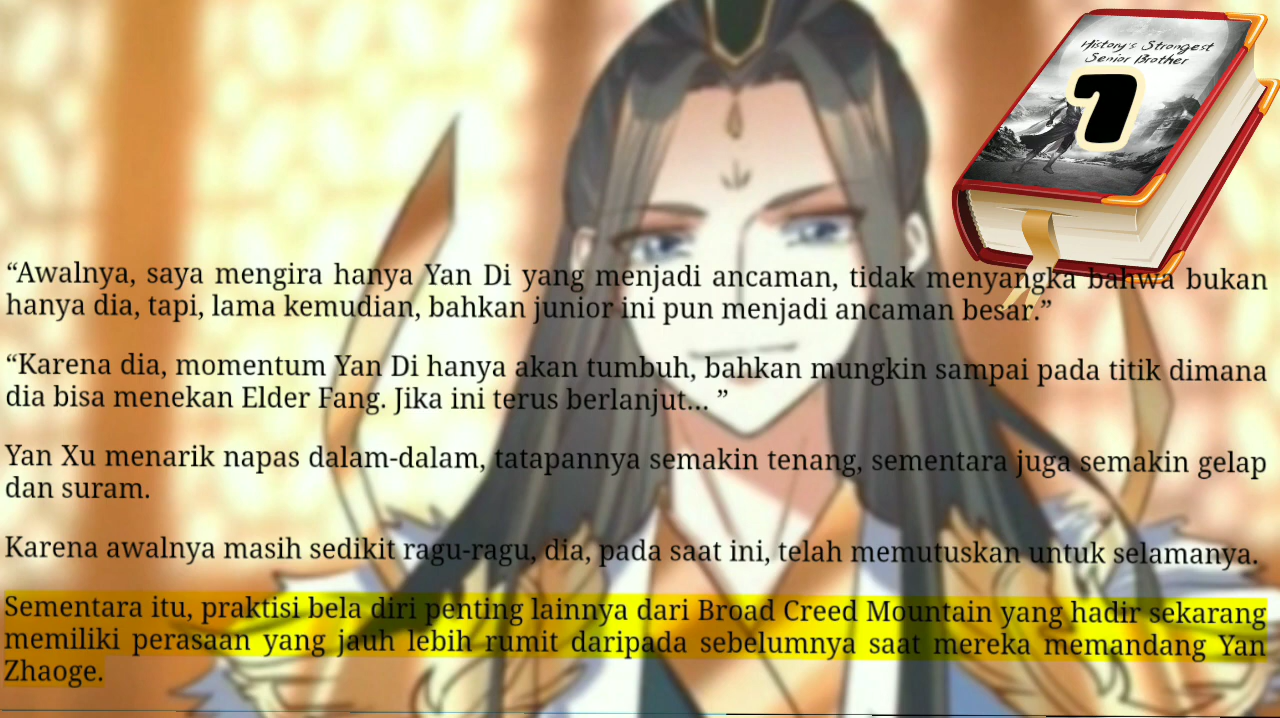 History's Strongest
Senior Brother
7
“Awalnya, saya mengira hanya Yan Di yang menjadi ancaman, tidak menyangka bahwa bukan
hanya dia, tapi, lama kemudian, bahkan junior ini pun menjadi ancaman besar.”
“Karena dia, momentum Yan Di hanya akan tumbuh, bahkan mungkin sampai pada titik dimana
dia bisa menekan Elder Fang. Jika ini terus berlanjut… ”
Yan Xu menarik napas dalam-dalam, tatapannya semakin tenang, sementara juga semakin gelap
dan suram.
Karena awalnya masih sedikit ragu-ragu, dia, pada saat ini, telah memutuskan untuk selamanya.
Sementara itu, praktisi bela diri penting lainnya dari Broad Creed Mountain yang hadir sekarang
memiliki perasaan yang jauh lebih rumit daripada sebelumnya saat mereka memandang Yan
Zhaoge.